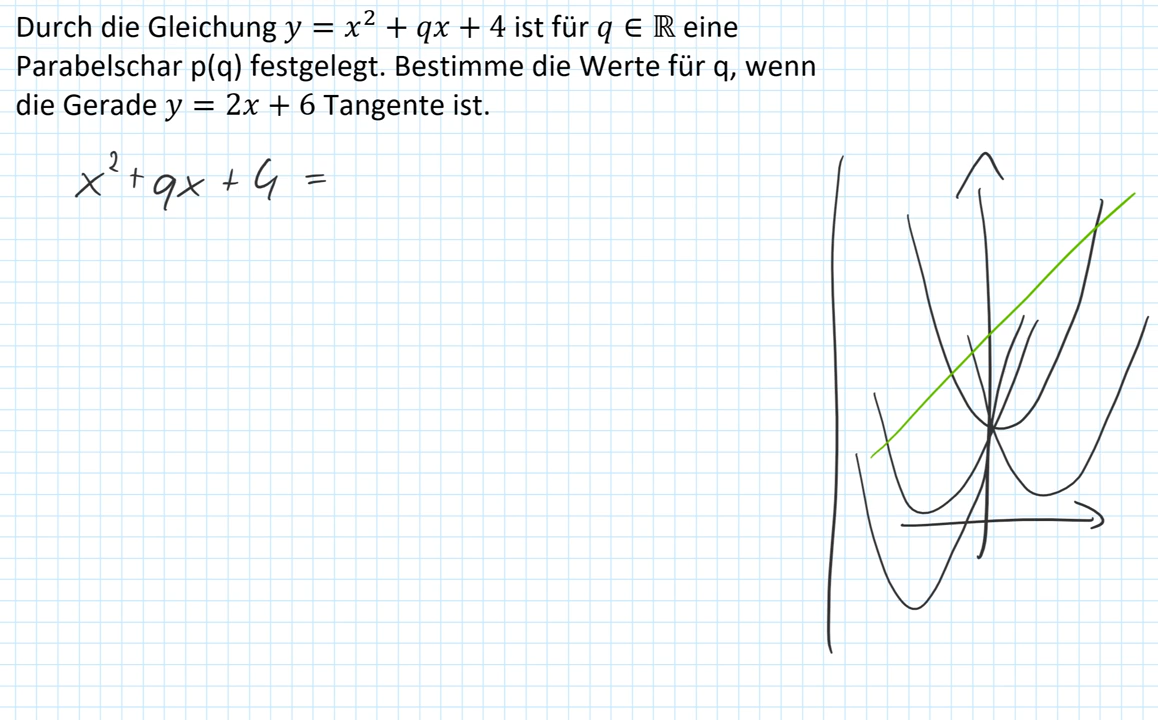 Durch die Gleichung y = x² + qx + 4 ist für q ∈ ℝ eine
Parabelschar p(q) festgelegt. Bestimme die Werte für q, wenn
die Gerade y = 2x + 6 Tangente ist.
x² + qx + 4 =